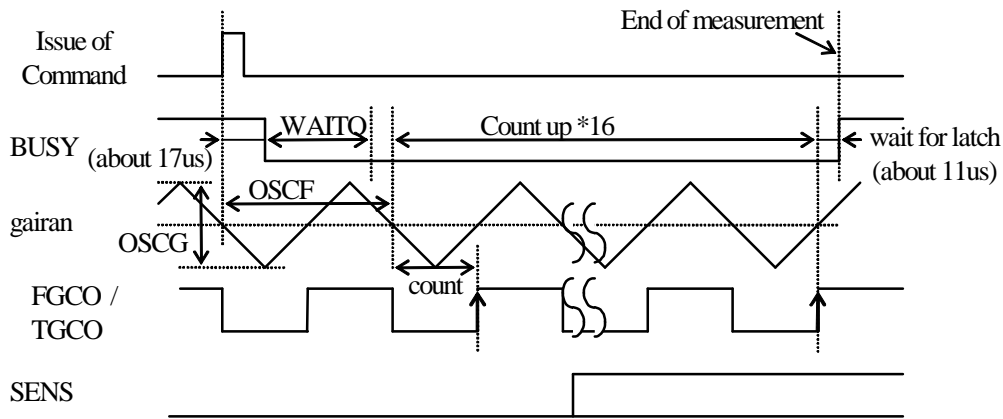 End of measurement
Issue of
Command
BUSY
(about 17us)
WAITQ
Count up *16
wait for latch
(about 11us)
gairan
OSCF
OSCG
count
FGCO /
TGCO
SENS